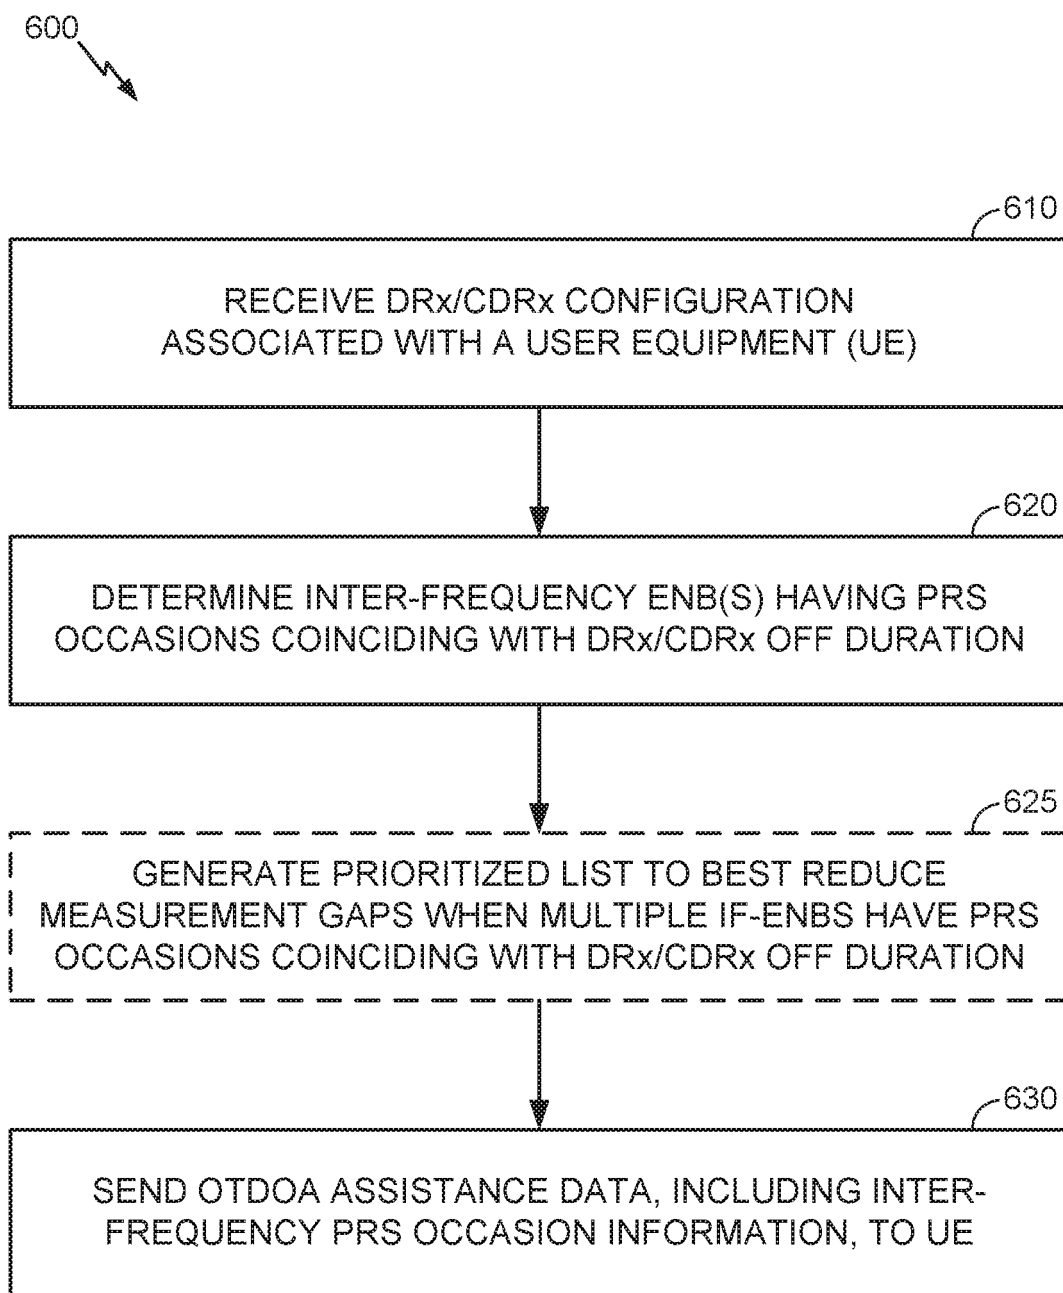 600
610
RECEIVE DRx/CDRx CONFIGURATION
ASSOCIATED WITH A USER EQUIPMENT (UE)
620
DETERMINE INTER-FREQUENCY ENB(S) HAVING PRS
OCCASIONS COINCIDING WITH DRx/CDRx OFF DURATION
625
GENERATE PRIORITIZED LIST TO BEST REDUCE
MEASUREMENT GAPS WHEN MULTIPLE IF-ENBS HAVE PRS
OCCASIONS COINCIDING WITH DRx/CDRx OFF DURATION
630
SEND OTDOA ASSISTANCE DATA, INCLUDING INTER-
FREQUENCY PRS OCCASION INFORMATION, TO UE